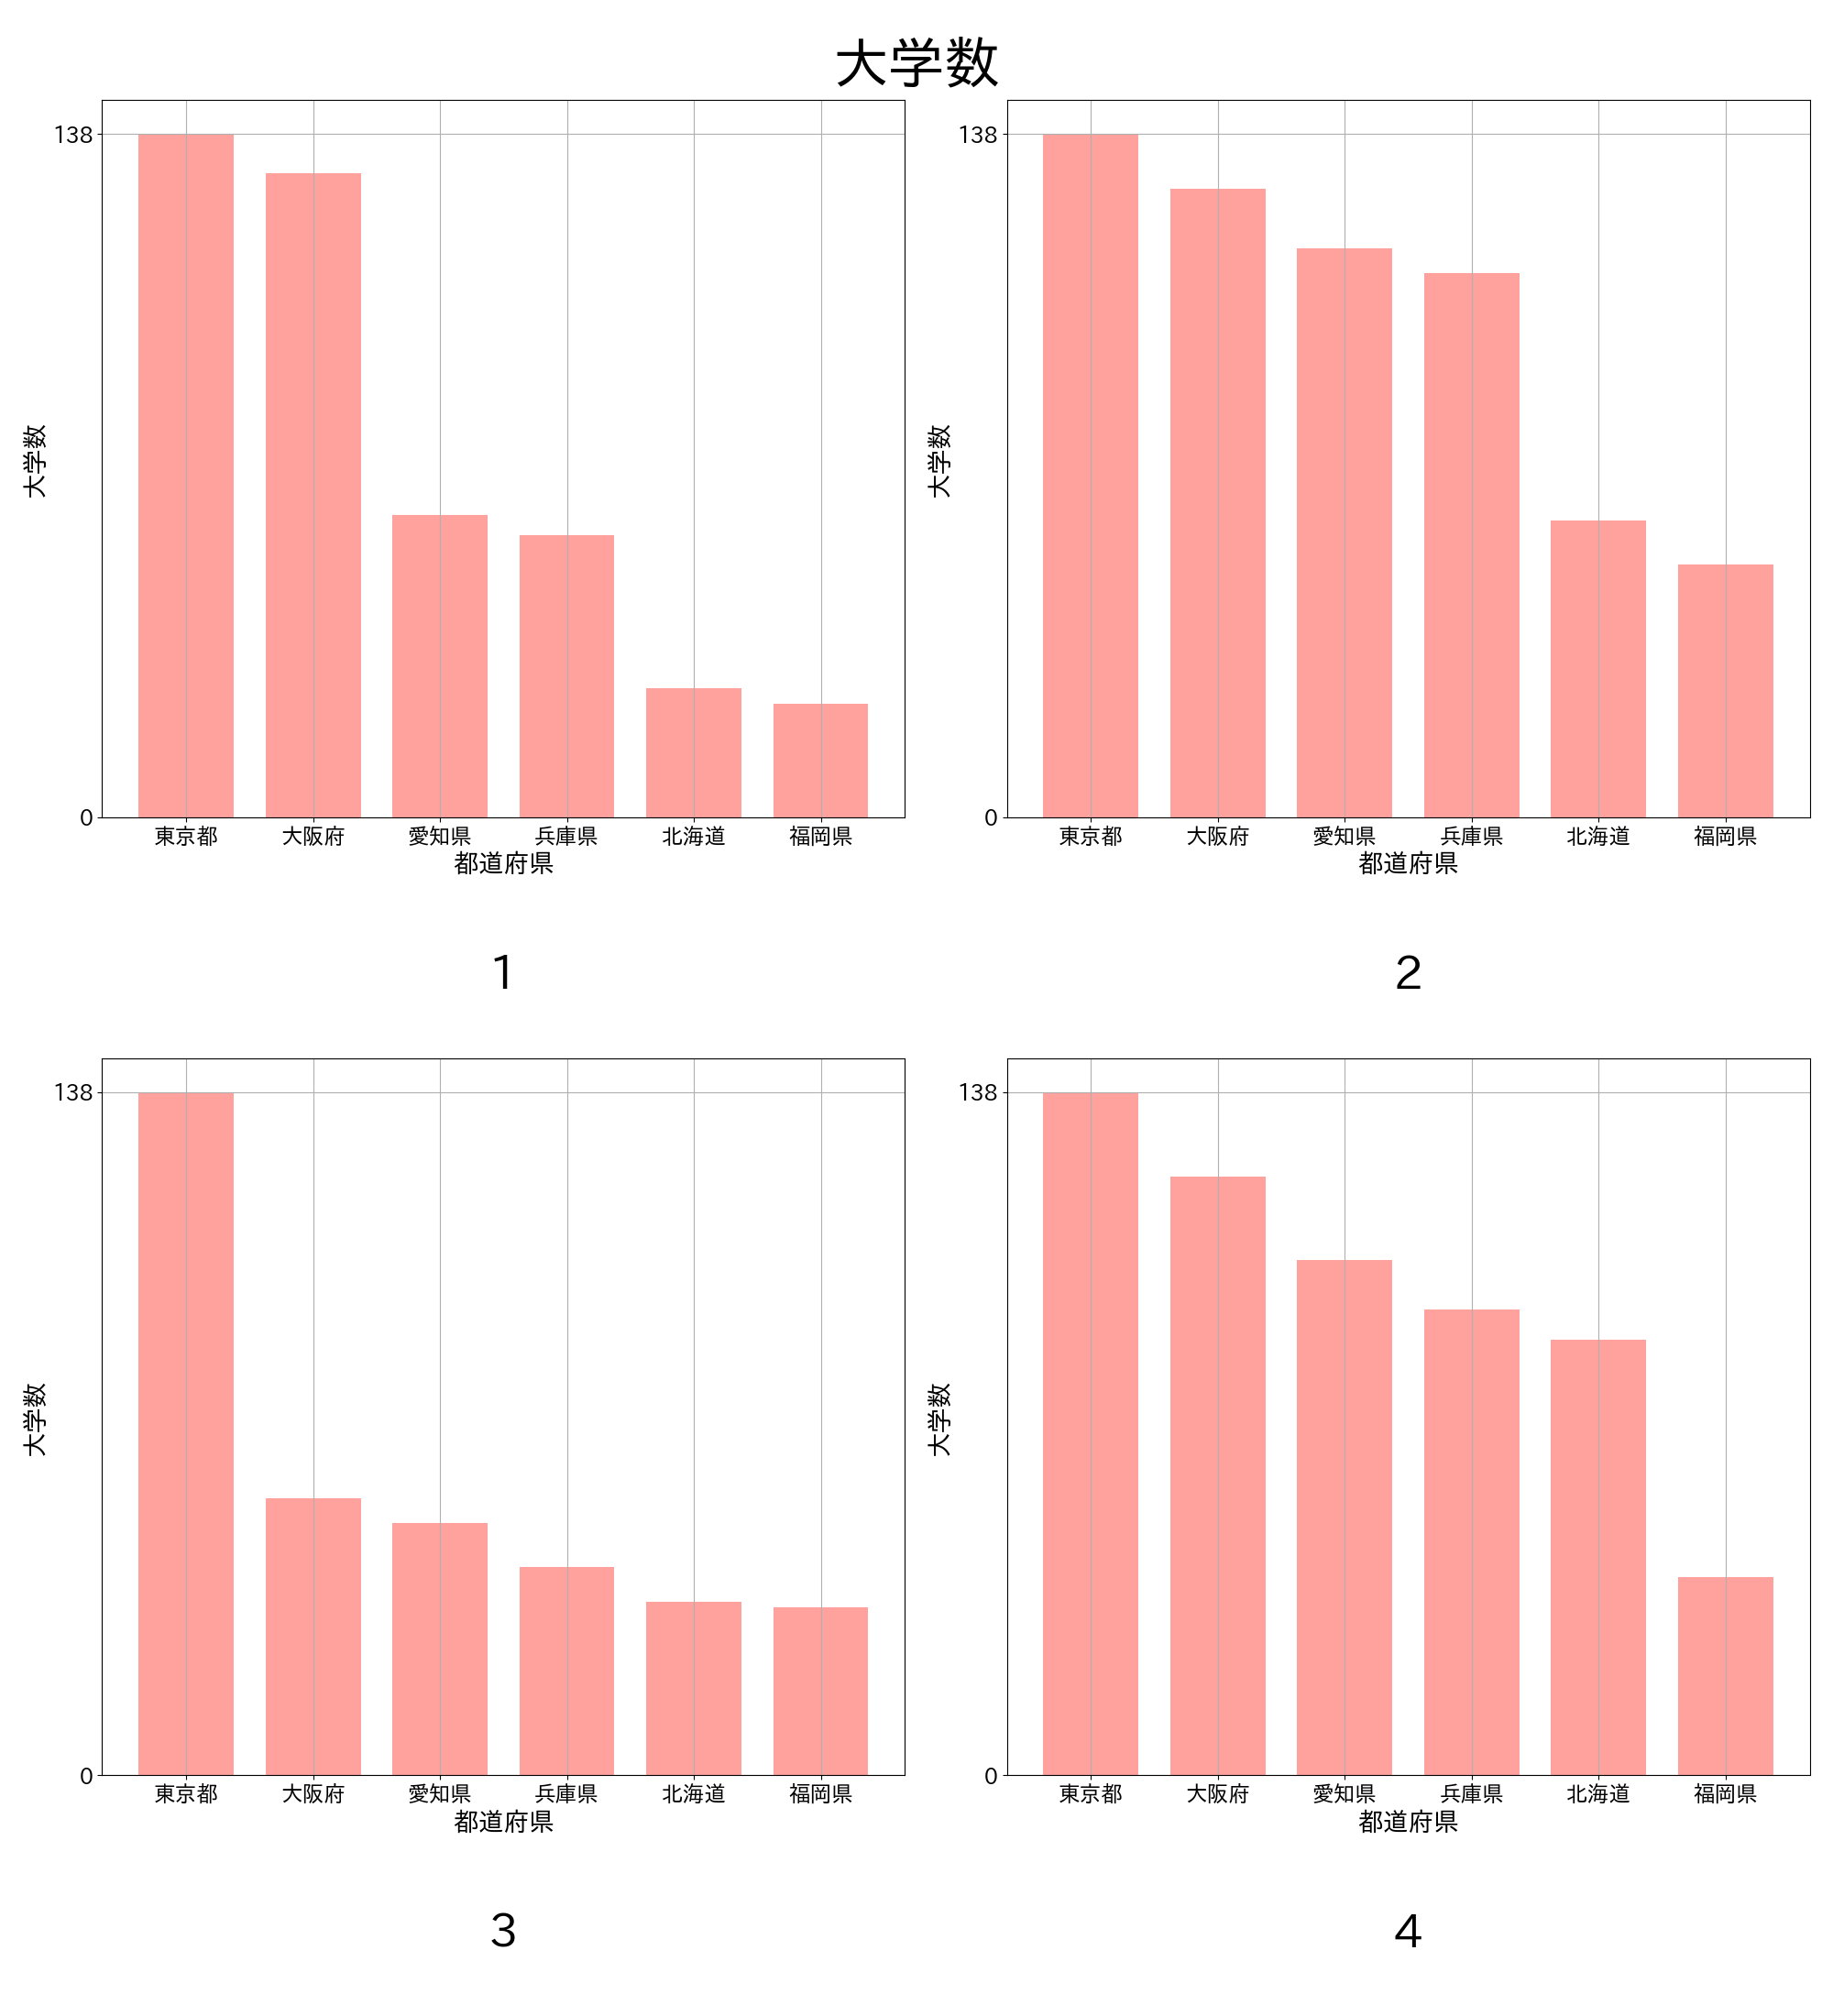 大学数
138
0
大学数
東京都 大阪府 愛知県 兵庫県 北海道 福岡県
都道府県
1
138
0
大学数
東京都 大阪府 愛知県 兵庫県 北海道 福岡県
都道府県
2
138
0
大学数
東京都 大阪府 愛知県 兵庫県 北海道 福岡県
都道府県
3
138
0
大学数
東京都 大阪府 愛知県 兵庫県 北海道 福岡県
都道府県
4